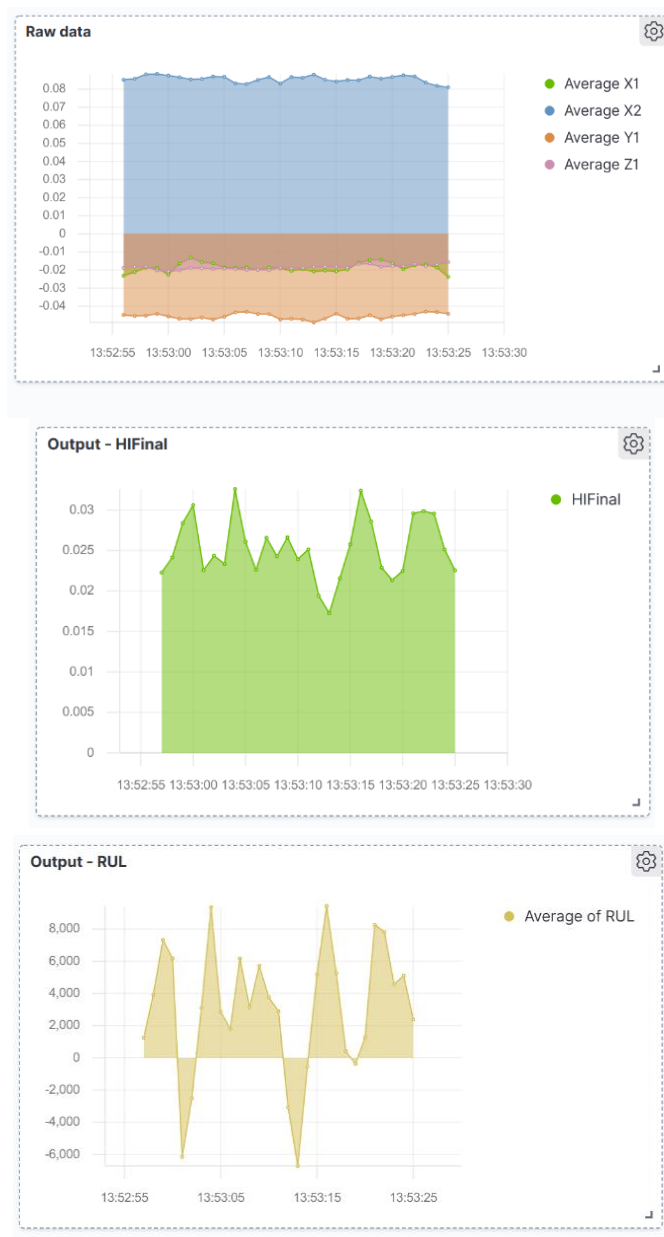 Raw data
0.08
0.07
0.06
0.05
0.04
0.03
0.02
0.01
0
-0.01
-0.02
-0.03
-0.04
13:52:55 13:53:00 13:53:05 13:53:10 13:53:15 13:53:20 13:53:25 13:53:30
Average X1
Average X2
Average Y1
Average Z1
Output - HIFinal
0.03
0.025
0.02
0.015
0.01
0.005
0
13:52:55 13:53:00 13:53:05 13:53:10 13:53:15 13:53:20 13:53:25 13:53:30
HIFinal
Output - RUL
8,000
6,000
4,000
2,000
0
-2,000
-4,000
-6,000
13:52:55 13:53:05 13:53:15 13:53:25
Average of RUL